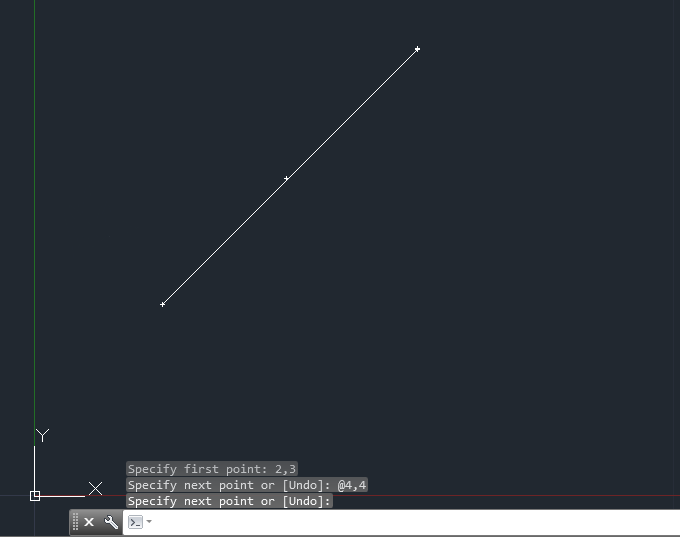 Y
X
Specify first point: 2,3
Specify next point or [Undo]: @4,4
Specify next point or [Undo]: